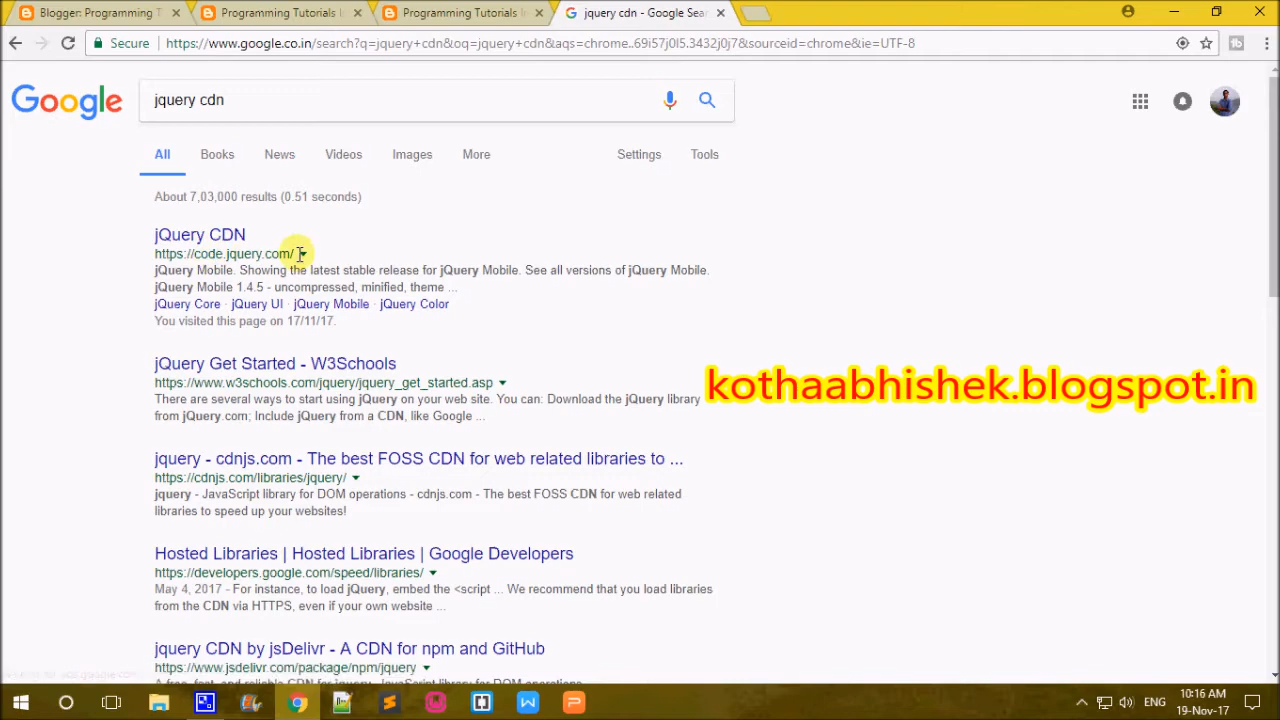 Blogger: Programming T
Programming Tutorials I
Programming Tutorials I
jquery cdn - Google Sea
Secure https://www.google.co.in/search?q=jquery+cdn&oq=jquery+cdn&aqs=chrome..69i57j0l5.3432j0j7&sourceid=chrome&ie=UTF-8
Google jquery cdn
All Books News Videos Images More Settings Tools
About 7,03,000 results (0.51 seconds)
jQuery CDN
https://code.jquery.com/
jQuery Mobile. Showing the latest stable release for jQuery Mobile. See all versions of jQuery Mobile.
jQuery Mobile 1.4.5 - uncompressed, minified, theme ...
jQuery Core · jQuery UI · jQuery Mobile · jQuery Color
You visited this page on 17/11/17.
jQuery Get Started - W3Schools
https://www.w3schools.com/jquery/jquery_get_started.asp
There are several ways to start using jQuery on your web site. You can: Download the jQuery library
from jQuery.com; Include jQuery from a CDN, like Google ...
kothaabhishek.blogspot.in
jquery - cdnjs.com - The best FOSS CDN for web related libraries to ...
https://cdnjs.com/libraries/jquery/
jquery - JavaScript library for DOM operations - cdnjs.com - The best FOSS CDN for web related
libraries to speed up your websites!
Hosted Libraries | Hosted Libraries | Google Developers
https://developers.google.com/speed/libraries/
May 4, 2017 - For instance, to load jQuery, embed the <script ... We recommend that you load libraries
from the CDN via HTTPS, even if your own website ...
jquery CDN by jsDelivr - A CDN for npm and GitHub
https://www.jsdelivr.com/package/npm/jquery
ENG
10:16 AM
19-Nov-17